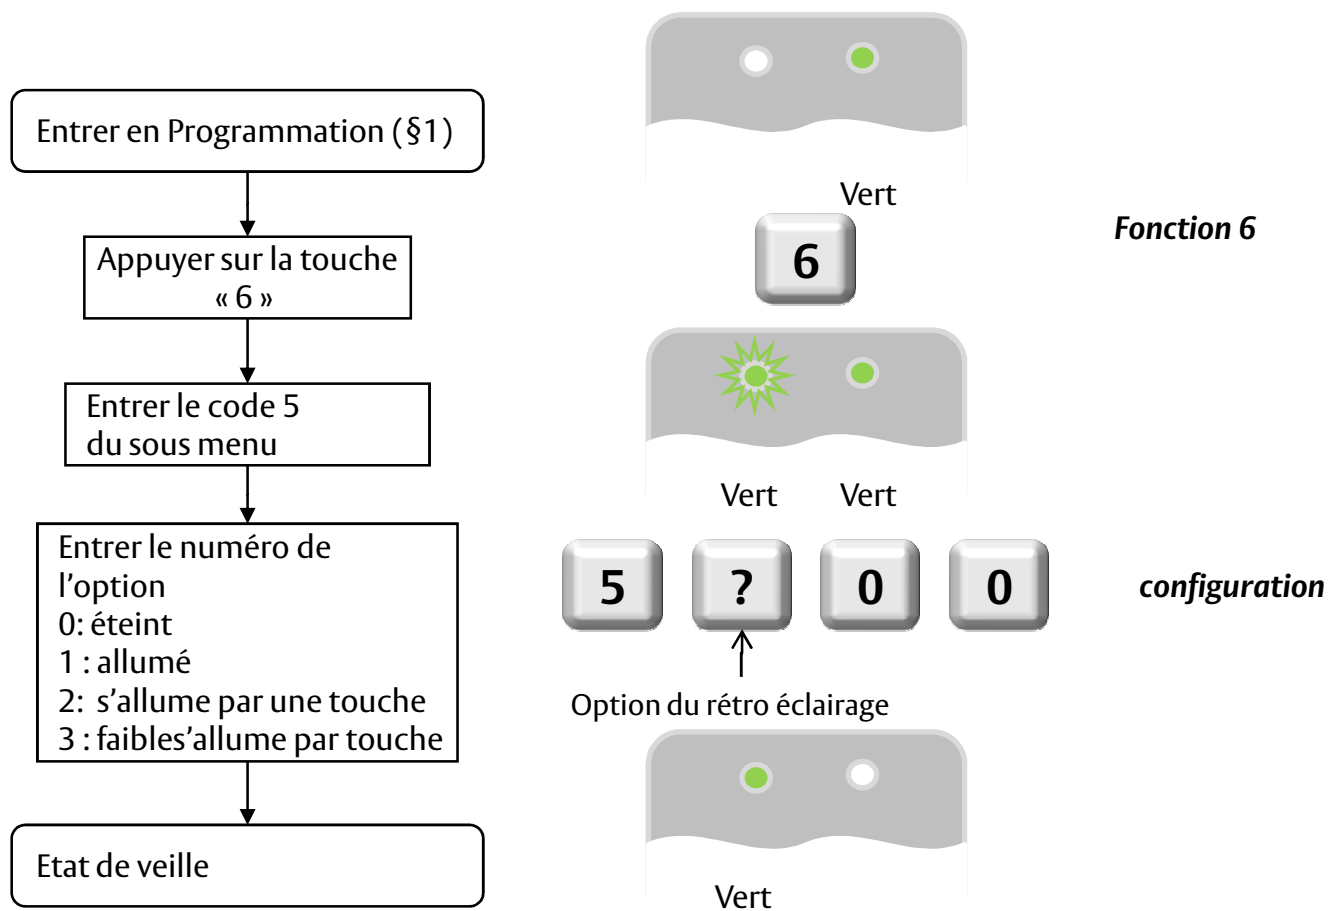 Entrer en Programmation (§1)
Vert
Fonction 6
Appuyer sur la touche
« 6 »
6
Entrer le code 5
du sous menu
Vert Vert
Entrer le numéro de
l’option
0: éteint
1 : allumé
2: s’allume par une touche
3 : faibles’allume par touche
5 ? 0 0
configuration
Option du rétro éclairage
Etat de veille
Vert